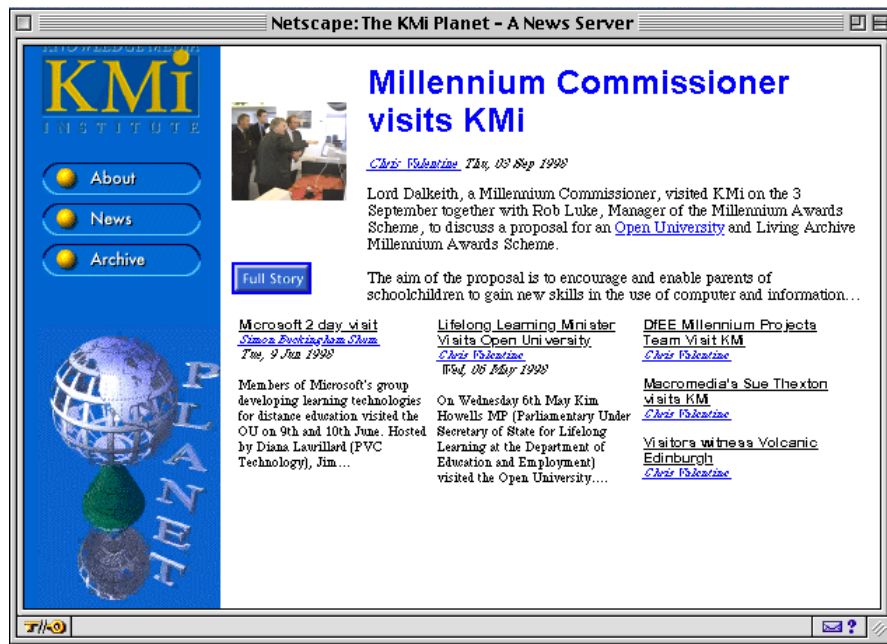 Netscape: The KMi Planet - A News Server
KNOWLEDGE MEDIA
KMi
INSTITUTE
About
News
Archive
PLANET
Millennium Commissioner
visits KMi
Chris Valentine Thu, 03 Sep 1998
Lord Dalkeith, a Millennium Commissioner, visited KMi on the 3
September together with Rob Luke, Manager of the Millennium Awards
Scheme, to discuss a proposal for an Open University and Living Archive
Millennium Awards Scheme.
The aim of the proposal is to encourage and enable parents of
schoolchildren to gain new skills in the use of computer and information...
Full Story
Microsoft 2 day visit
Simon Buckingham Shum
Tue, 9 Jun 1998
Members of Microsoft's group
developing learning technologies
for distance education visited the
OU on 9th and 10th June. Hosted
by Diana Laurillard (PVC
Technology), Jim...
Lifelong Learning Minister
Visits Open University
Chris Valentine
Wed, 06 May 1998
On Wednesday 6th May Kim
Howells MP (Parliamentary Under
Secretary of State for Lifelong
Learning at the Department of
Education and Employment)
visited the Open University....
DfEE Millennium Projects
Team Visit KMi
Chris Valentine
Macromedia's Sue Thexton
visits KMi
Chris Valentine
Visitors witness Volcanic
Edinburgh
Chris Valentine